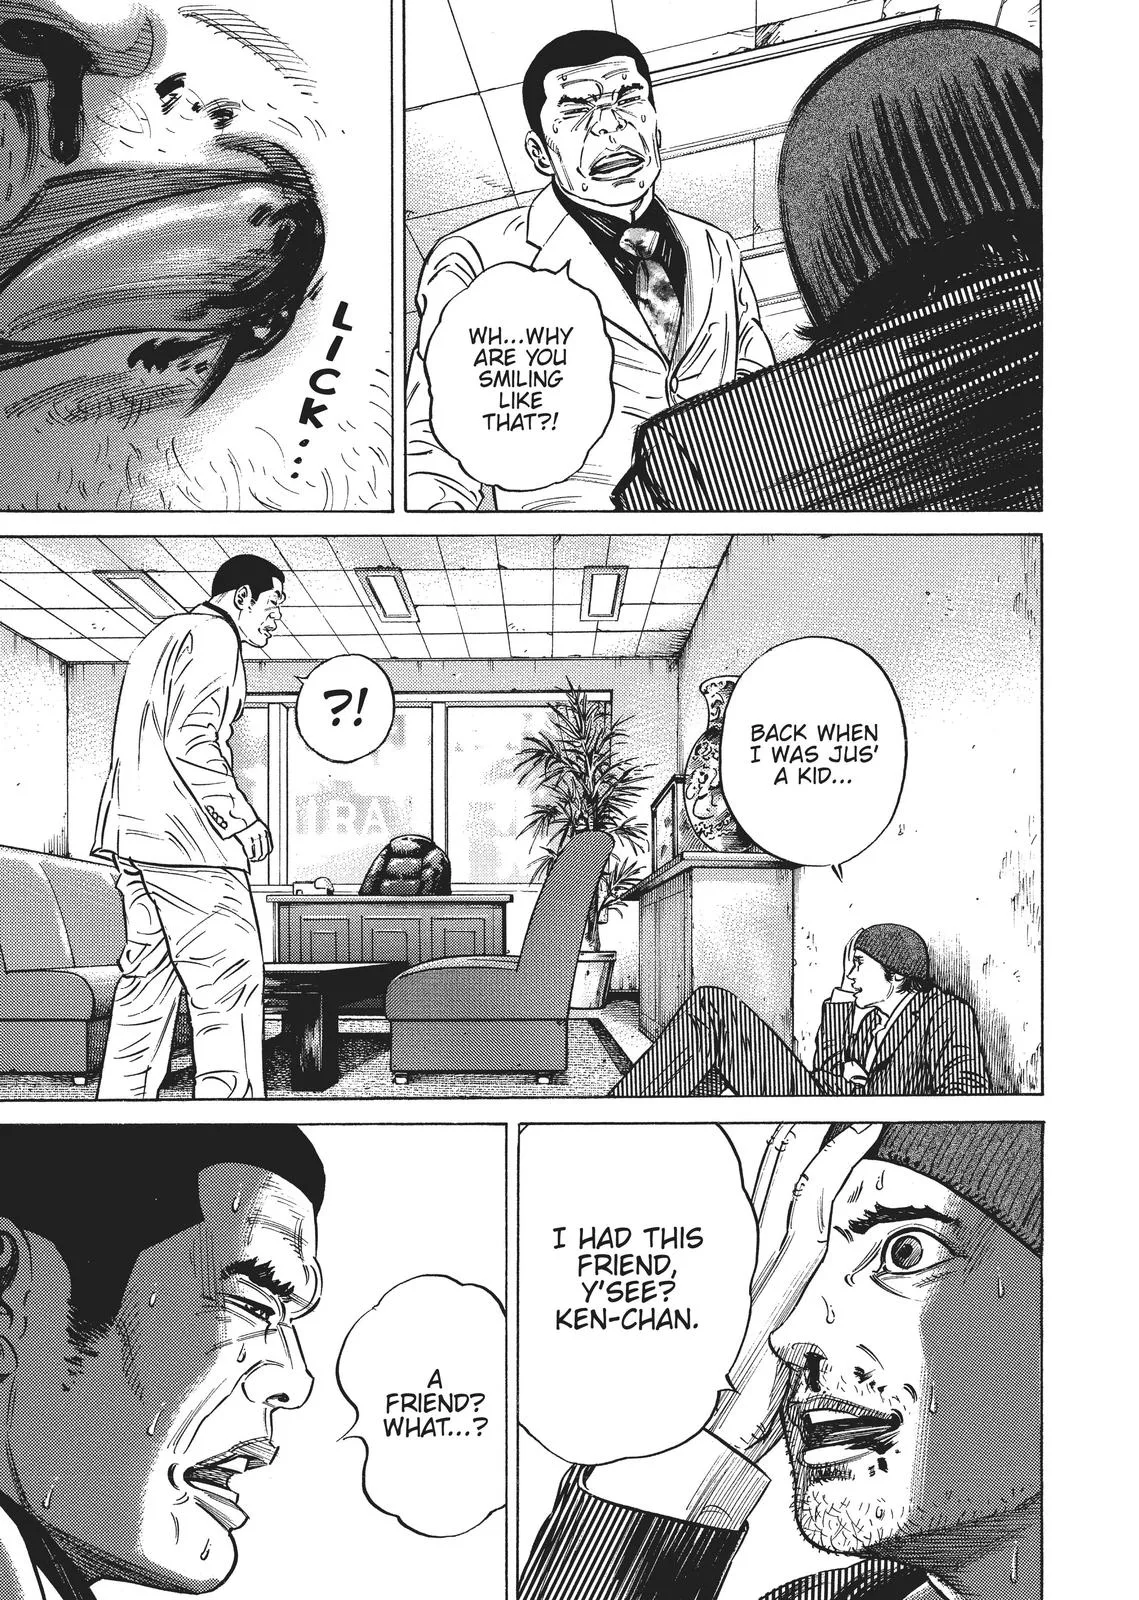 WH...WHY
ARE YOU
SMILING
LIKE
THAT?!
LICK...
?!
BACK WHEN
I WAS JUS'
A KID...
I HAD THIS
FRIEND,
Y'SEE?
KEN-CHAN.
A
FRIEND?
WHAT...?